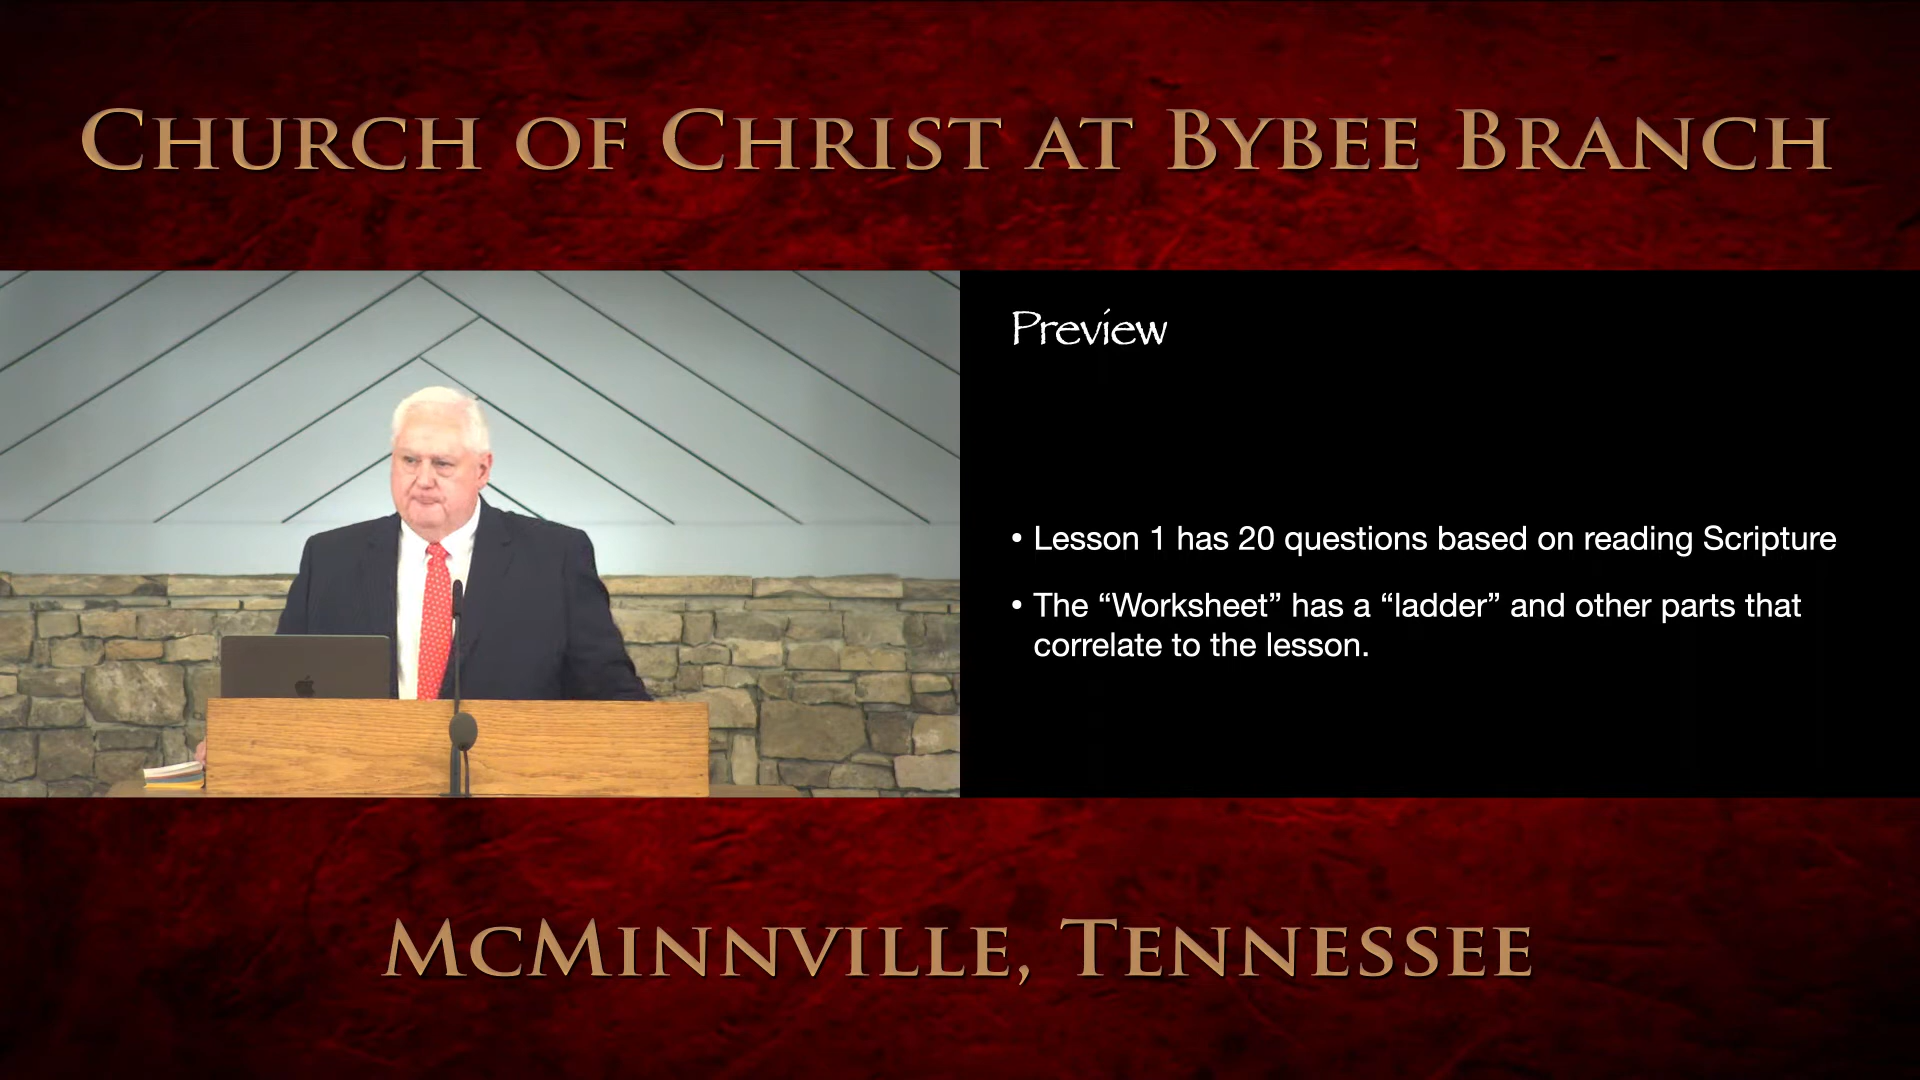 CHURCH OF CHRIST AT BYBEE BRANCH
Preview
• Lesson 1 has 20 questions based on reading Scripture
• The “Worksheet” has a “ladder” and other parts that
correlate to the lesson.
MCMINNVILLE, TENNESSEE